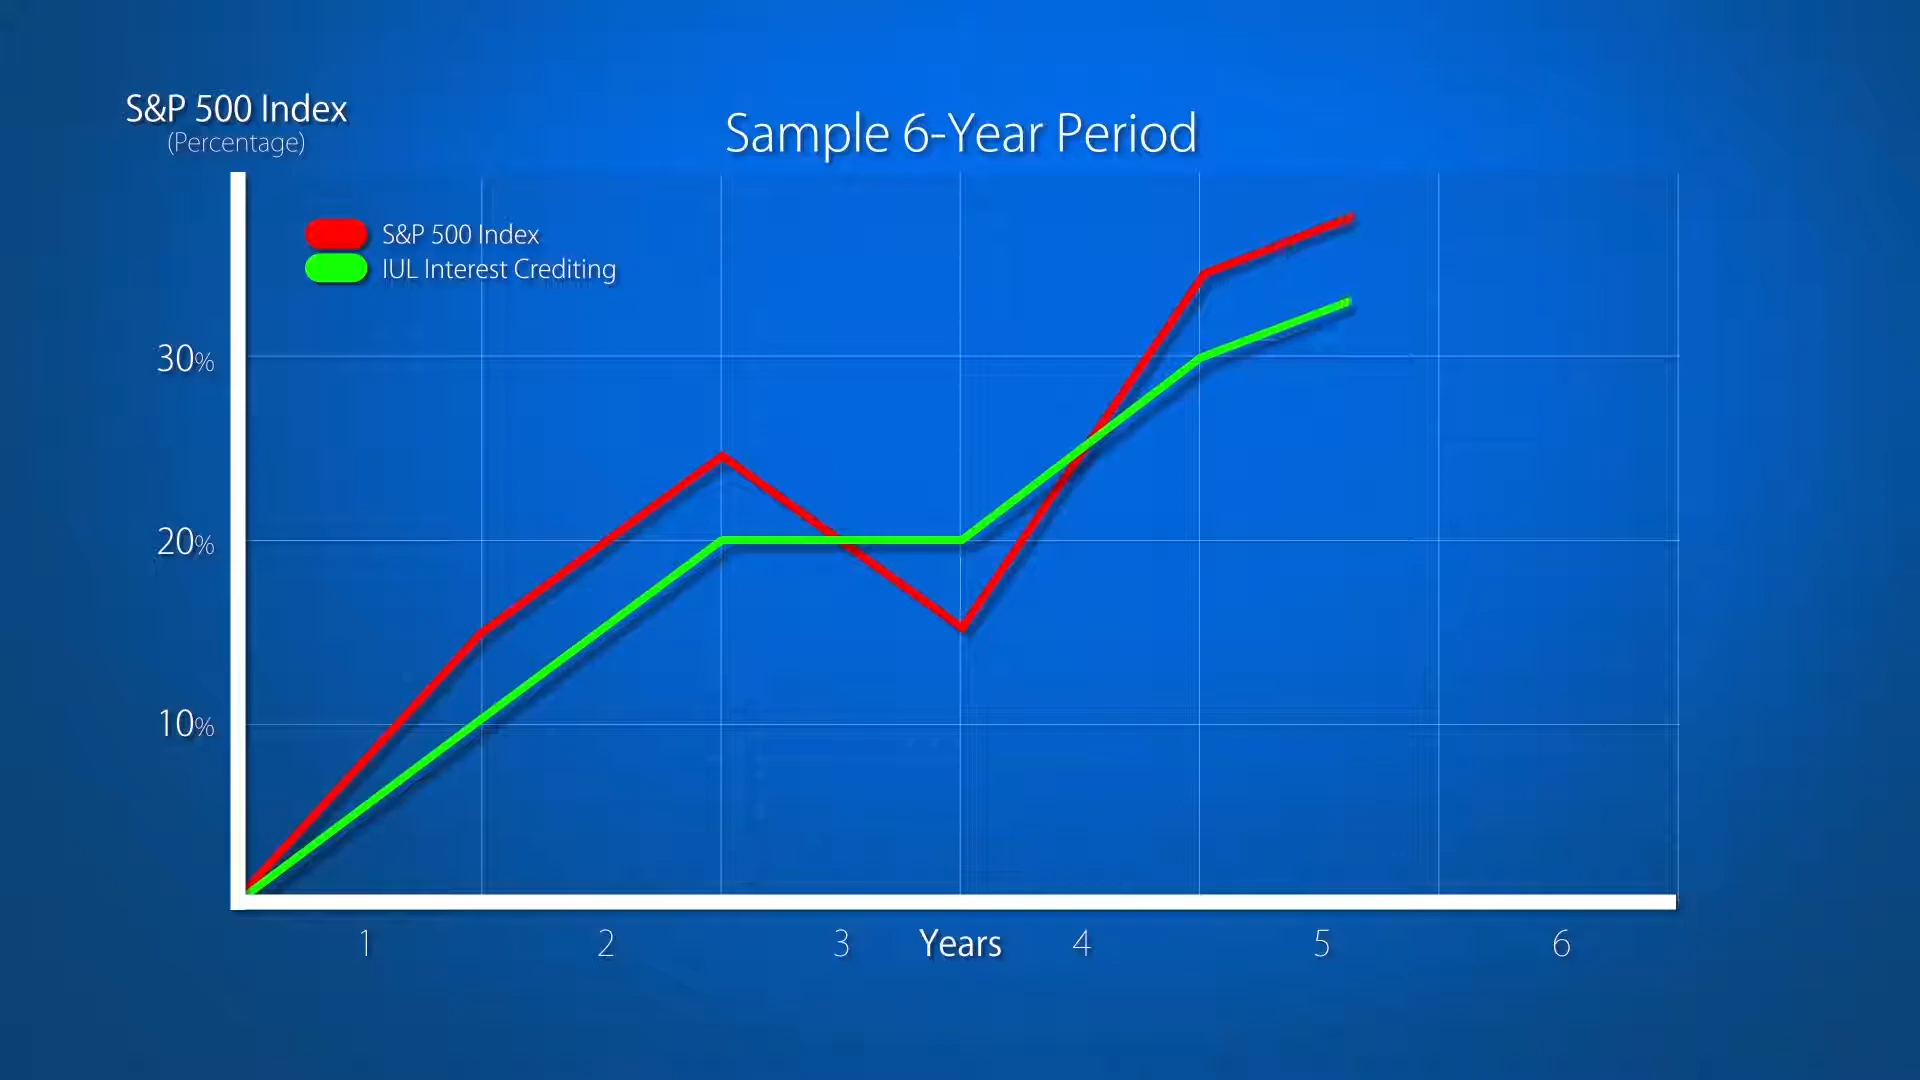 S&P 500 Index
(Percentage)
Sample 6-Year Period
S&P 500 Index
IUL Interest Crediting
30%
20%
10%
1 2 3 Years 4 5 6